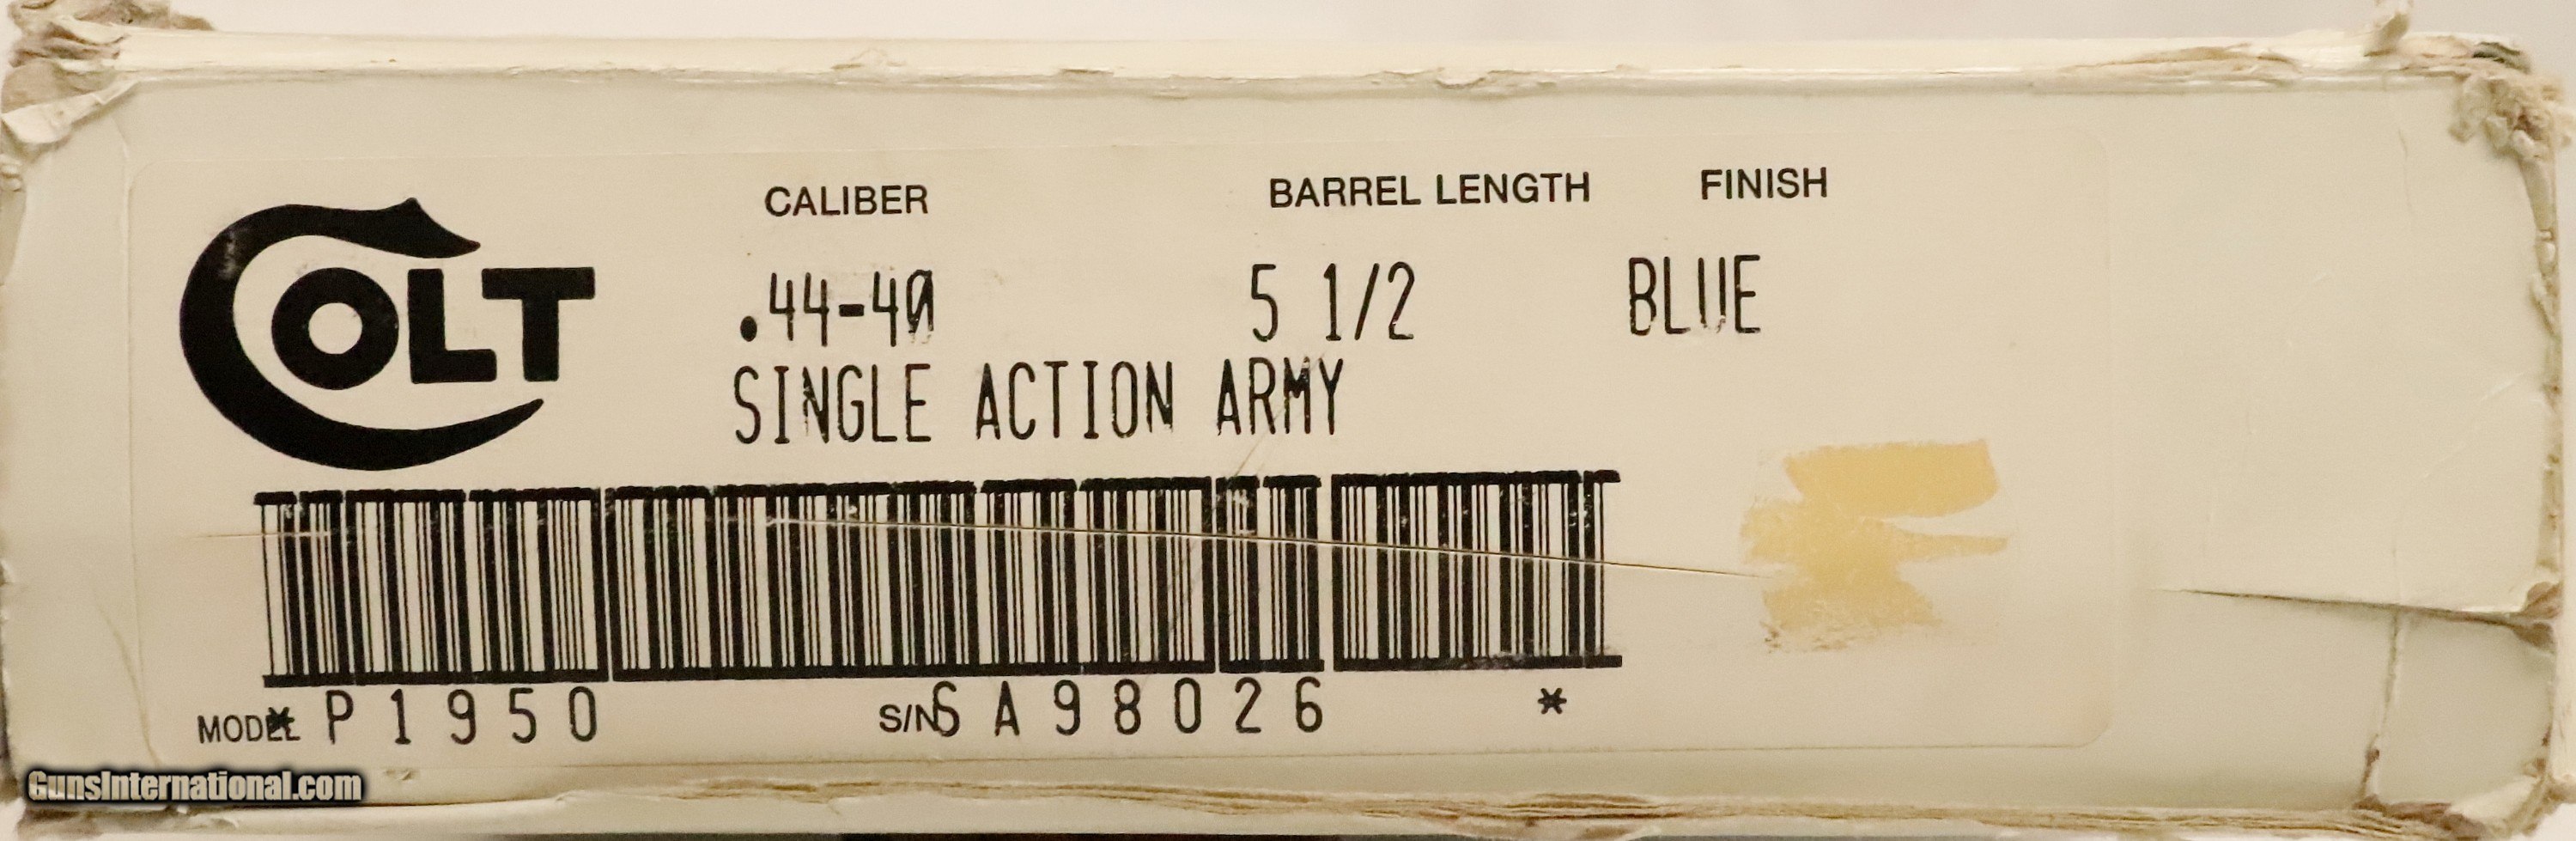 COLT
CALIBER BARREL LENGTH FINISH
.44-40 5 1/2 BLUE
SINGLE ACTION ARMY
MODEL * P1950 S/N SA98026 *
GunsInternational.com